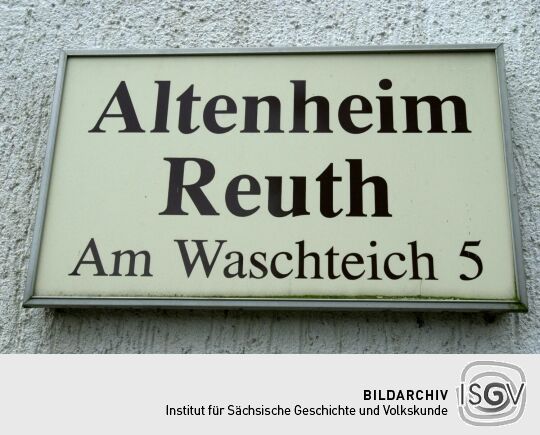 Altenheim
Reuth
Am Waschteich 5
BILDARCHIV
Institut für Sächsische Geschichte und Volkskunde
ISGV